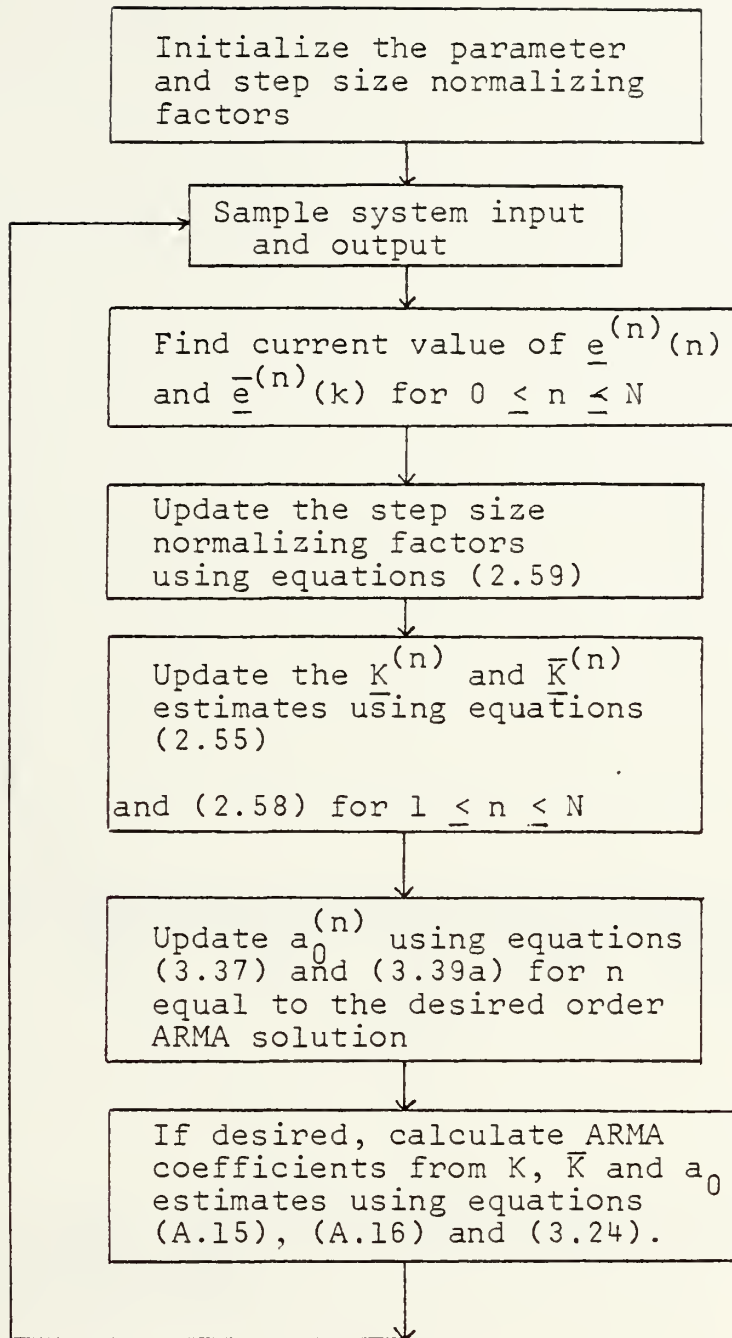 Initialize the parameter
and step size normalizing
factors
Sample system input
and output
Find current value of e̲^(n)(n)
and e̲̅^(n)(k) for 0 ≤ n ≤ N
Update the step size
normalizing factors
using equations (2.59)
Update the K̲^(n) and K̲̅^(n)
estimates using equations
(2.55)
and (2.58) for 1 ≤ n ≤ N
Update a_0^(n) using equations
(3.37) and (3.39a) for n
equal to the desired order
ARMA solution
If desired, calculate ARMA
coefficients from K, K̅ and a_0
estimates using equations
(A.15), (A.16) and (3.24).